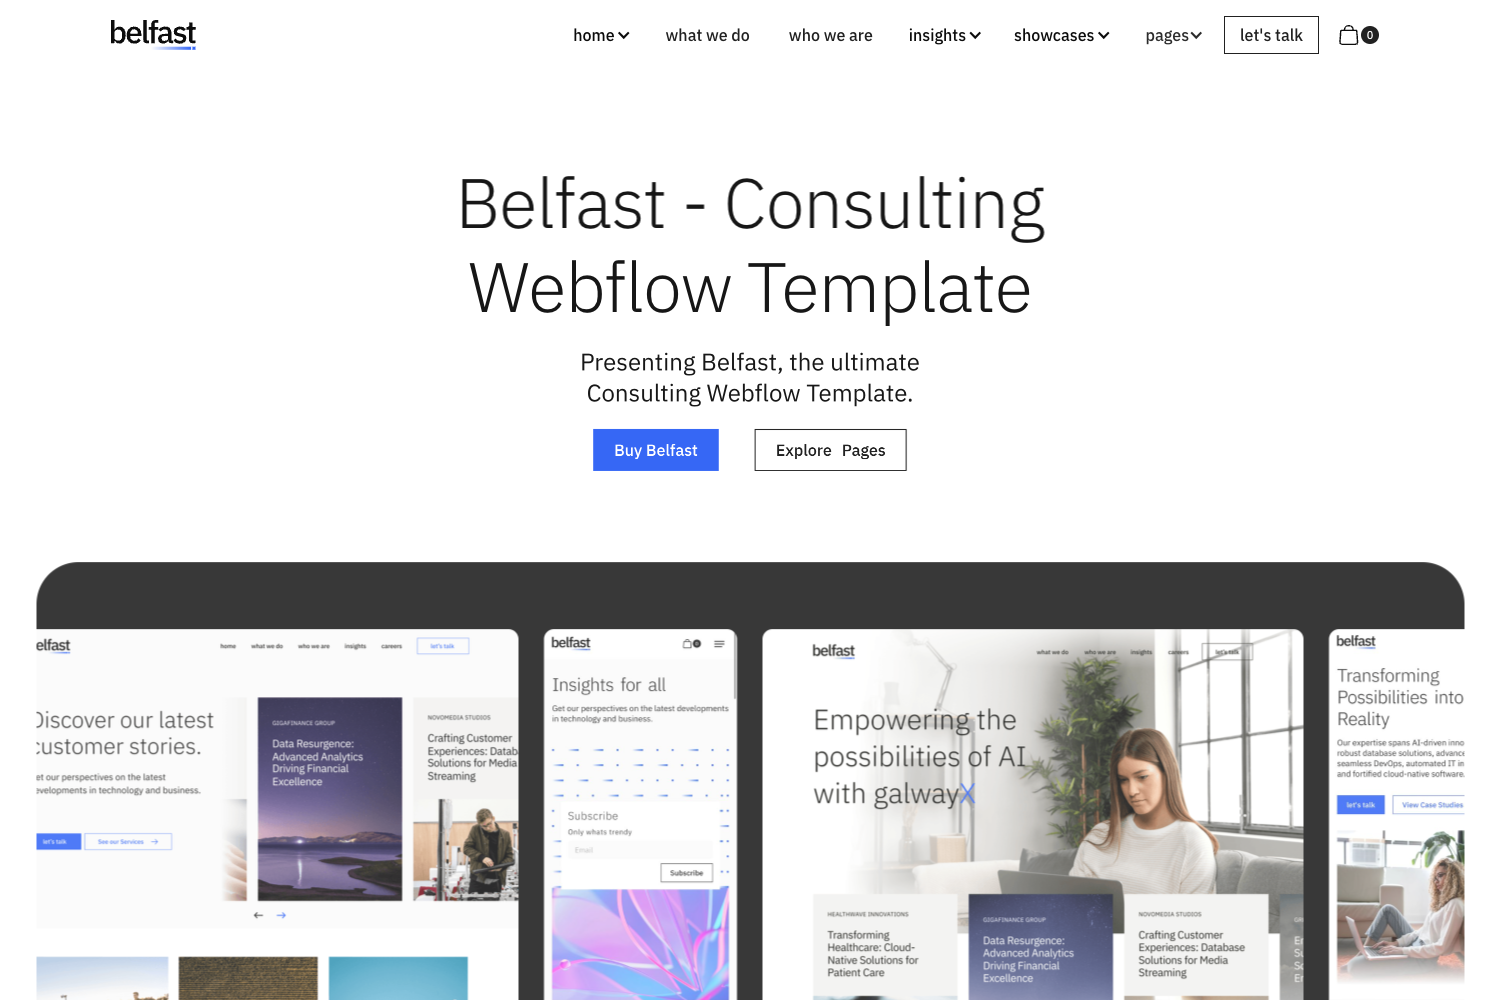 belfast
home
what we do
who we are
insights
showcases
pages
let's talk
0
Belfast - Consulting
Webflow Template
Presenting Belfast, the ultimate
Consulting Webflow Template.
Buy Belfast
Explore Pages
elfast
home
what we do
who we are
insights
careers
let's talk
Discover our latest
customer stories.
et our perspectives on the latest
evelopments in technology and business.
let's talk
See our Services
GIGAFINANCE GROUP
Data Resurgence:
Advanced Analytics
Driving Financial
Excellence
NOVOMEDIA STUDIOS
Crafting Customer
Experiences: Datab
Solutions for Media
Streaming
belfast
0
Insights for all
Get our perspectives on the latest developments
in technology and business.
Subscribe
Only whats trendy
Email
Subscribe
belfast
what we do
who we are
insights
careers
let's talk
Empowering the
possibilities of AI
with galwayX
HEALTHWAVE INNOVATIONS
Transforming
Healthcare: Cloud-
Native Solutions for
Patient Care
GIGAFINANCE GROUP
Data Resurgence:
Advanced Analytics
Driving Financial
Excellence
NOVOMEDIA STUDIOS
Crafting Customer
Experiences: Database
Solutions for Media
Streaming
GR
En
Su
So
En
belfast
Transforming
Possibilities into
Reality
Our expertise spans AI-driven inno
robust database solutions, advance
seamless DevOps, automated IT in
and fortified cloud-native software.
let's talk
View Case Studies